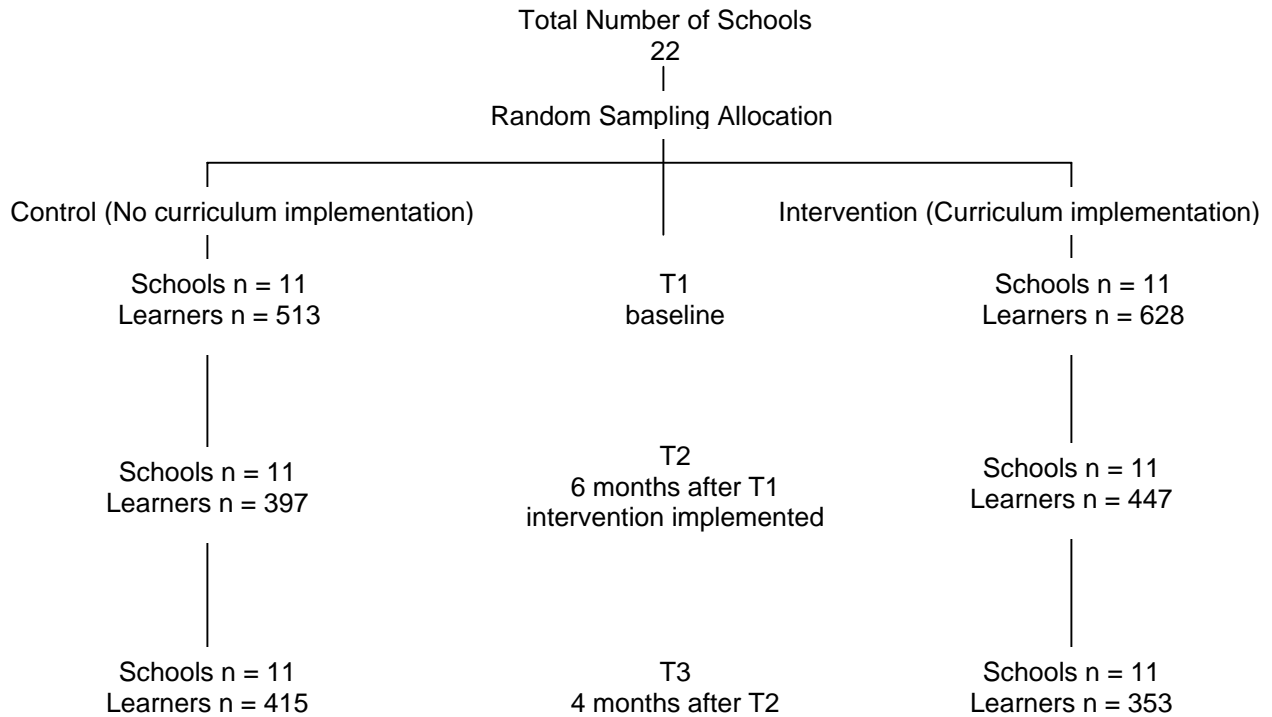 Total Number of Schools
22
Random Sampling Allocation
Control (No curriculum implementation)
Intervention (Curriculum implementation)
Schools n = 11
Learners n = 513
T1
baseline
Schools n = 11
Learners n = 628
Schools n = 11
Learners n = 397
T2
6 months after T1
intervention implemented
Schools n = 11
Learners n = 447
Schools n = 11
Learners n = 415
T3
4 months after T2
Schools n = 11
Learners n = 353